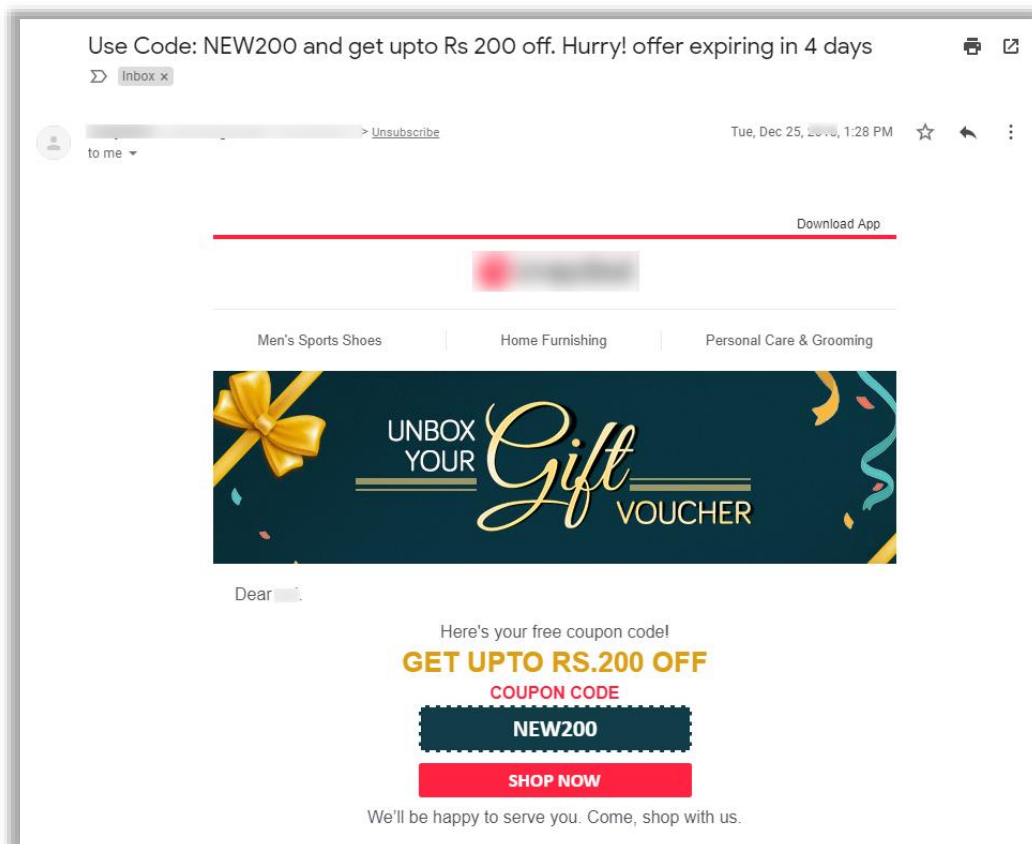 Use Code: NEW200 and get upto Rs 200 off. Hurry! offer expiring in 4 days
Inbox x
> Unsubscribe
Tue, Dec 25, 1:28 PM
to me
Download App
Men's Sports Shoes
Home Furnishing
Personal Care & Grooming
UNBOX
YOUR
Gift
VOUCHER
Dear .
Here's your free coupon code!
GET UPTO RS.200 OFF
COUPON CODE
NEW200
SHOP NOW
We'll be happy to serve you. Come, shop with us.